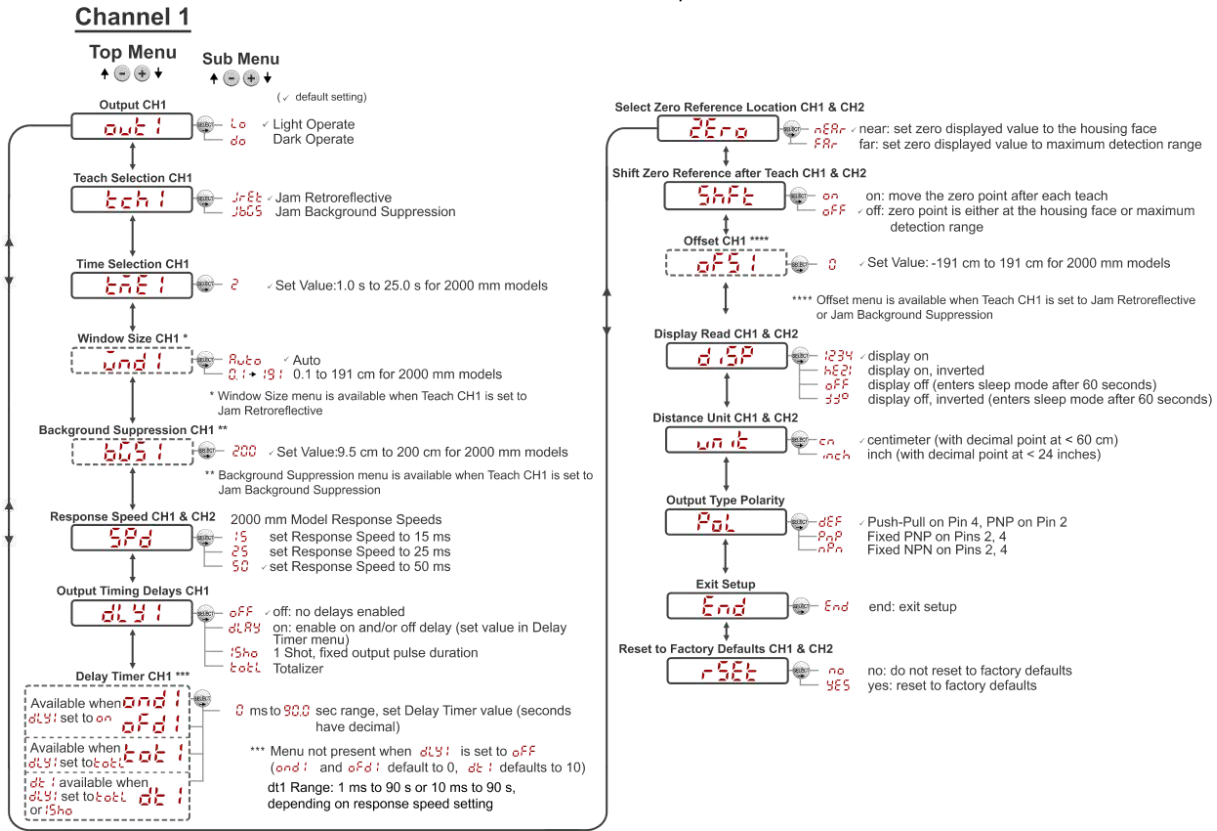 Channel 1
Top Menu
Sub Menu
(✓ default setting)
Output CH1
out1
SELECT
Lo ✓ Light Operate
do Dark Operate
Teach Selection CH1
tch1
SELECT
JrEt ✓ Jam Retroreflective
JbGS Jam Background Suppression
Time Selection CH1
tmE1
SELECT
2 ✓ Set Value:1.0 s to 25.0 s for 2000 mm models
Window Size CH1 *
wnd1
SELECT
Auto ✓ Auto
0.1 → 191 0.1 to 191 cm for 2000 mm models
* Window Size menu is available when Teach CH1 is set to
Jam Retroreflective
Background Suppression CH1 **
bGS1
SELECT
200 ✓ Set Value:9.5 cm to 200 cm for 2000 mm models
** Background Suppression menu is available when Teach CH1 is set to
Jam Background Suppression
Response Speed CH1 & CH2
SPd
SELECT
2000 mm Model Response Speeds
15 set Response Speed to 15 ms
25 set Response Speed to 25 ms
50 ✓ set Response Speed to 50 ms
Output Timing Delays CH1
dLY1
SELECT
oFF ✓ off: no delays enabled
dLAY on: enable on and/or off delay (set value in Delay
Timer menu)
1Sho 1 Shot, fixed output pulse duration
totL Totalizer
Delay Timer CH1 ***
Available when ond1
dLY1 set to on ofd1
Available when
dLY1 set to totL tot1
dt1 available when
dLY1 set to totL dt1
or 1Sho
SELECT
0 ms to 90.0 sec range, set Delay Timer value (seconds
have decimal)
*** Menu not present when dLY1 is set to oFF
(ond1 and oFd1 default to 0, dt1 defaults to 10)
dt1 Range: 1 ms to 90 s or 10 ms to 90 s,
depending on response speed setting
Select Zero Reference Location CH1 & CH2
ZEro
SELECT
nEAr ✓ near: set zero displayed value to the housing face
FAr far: set zero displayed value to maximum detection range
Shift Zero Reference after Teach CH1 & CH2
ShFt
SELECT
on on: move the zero point after each teach
oFF ✓ off: zero point is either at the housing face or maximum
detection range
Offset CH1 ****
oFS1
SELECT
0 ✓ Set Value: -191 cm to 191 cm for 2000 mm models
**** Offset menu is available when Teach CH1 is set to Jam Retroreflective
or Jam Background Suppression
Display Read CH1 & CH2
diSP
SELECT
1234 ✓ display on
hEZ1 display on, inverted
oFF display off (enters sleep mode after 60 seconds)
display off, inverted (enters sleep mode after 60 seconds)
Distance Unit CH1 & CH2
unit
SELECT
cn ✓ centimeter (with decimal point at < 60 cm)
inch inch (with decimal point at < 24 inches)
Output Type Polarity
PoL
SELECT
dEF ✓ Push-Pull on Pin 4, PNP on Pin 2
PnP Fixed PNP on Pins 2, 4
nPn Fixed NPN on Pins 2, 4
Exit Setup
End
SELECT
End end: exit setup
Reset to Factory Defaults CH1 & CH2
rSEt
SELECT
no no: do not reset to factory defaults
YES yes: reset to factory defaults